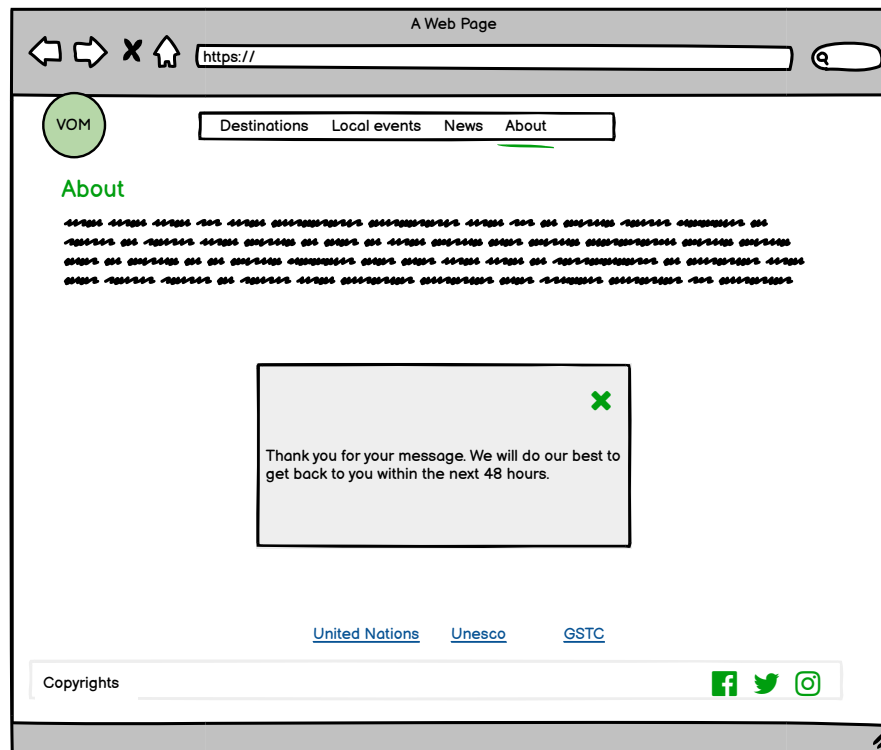 A Web Page
https://
VOM
Destinations Local events News About
About
Thank you for your message. We will do our best to
get back to you within the next 48 hours.
United Nations Unesco GSTC
Copyrights